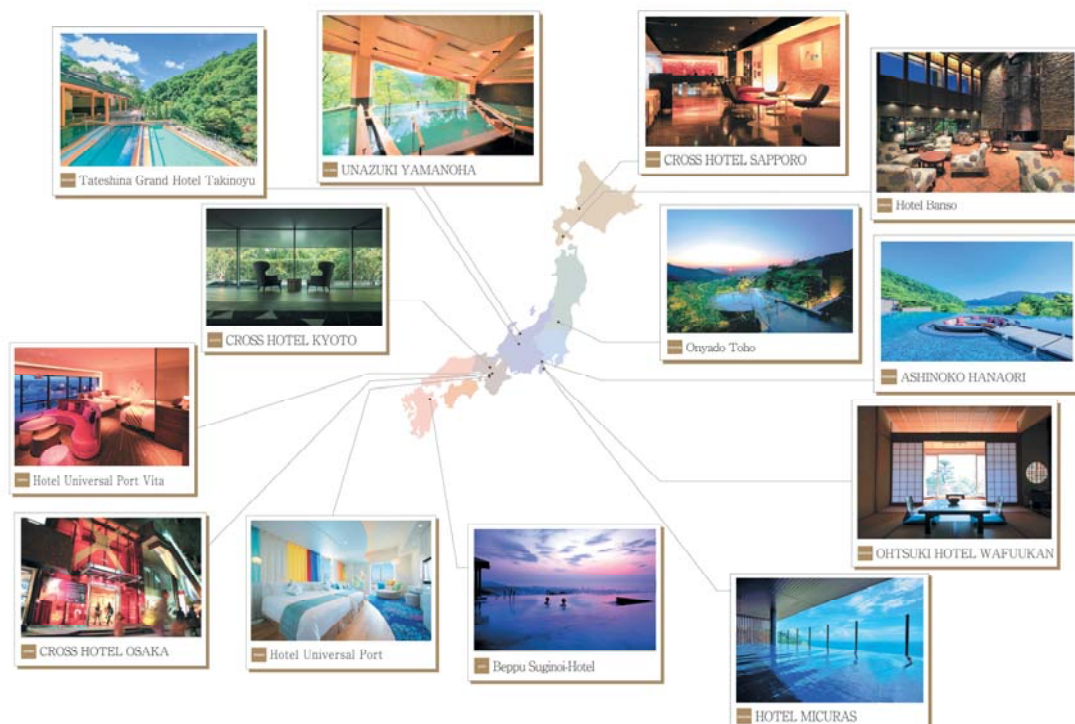 Tateshina Grand Hotel Takinoyu
UNAZUKI YAMANOHA
CROSS HOTEL SAPPORO
Hotel Banso
CROSS HOTEL KYOTO
Onyado Toho
ASHINOKO HANAORI
Hotel Universal Port Vita
OHTSUKI HOTEL WAFUUKAN
CROSS HOTEL OSAKA
Hotel Universal Port
Beppu Suginoi-Hotel
HOTEL MICURAS